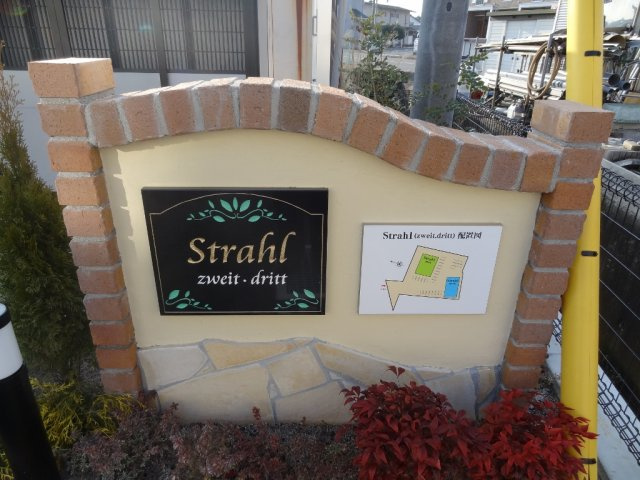 Strahl
zweit・dritt
Strahl (zweit.dritt) 配置図